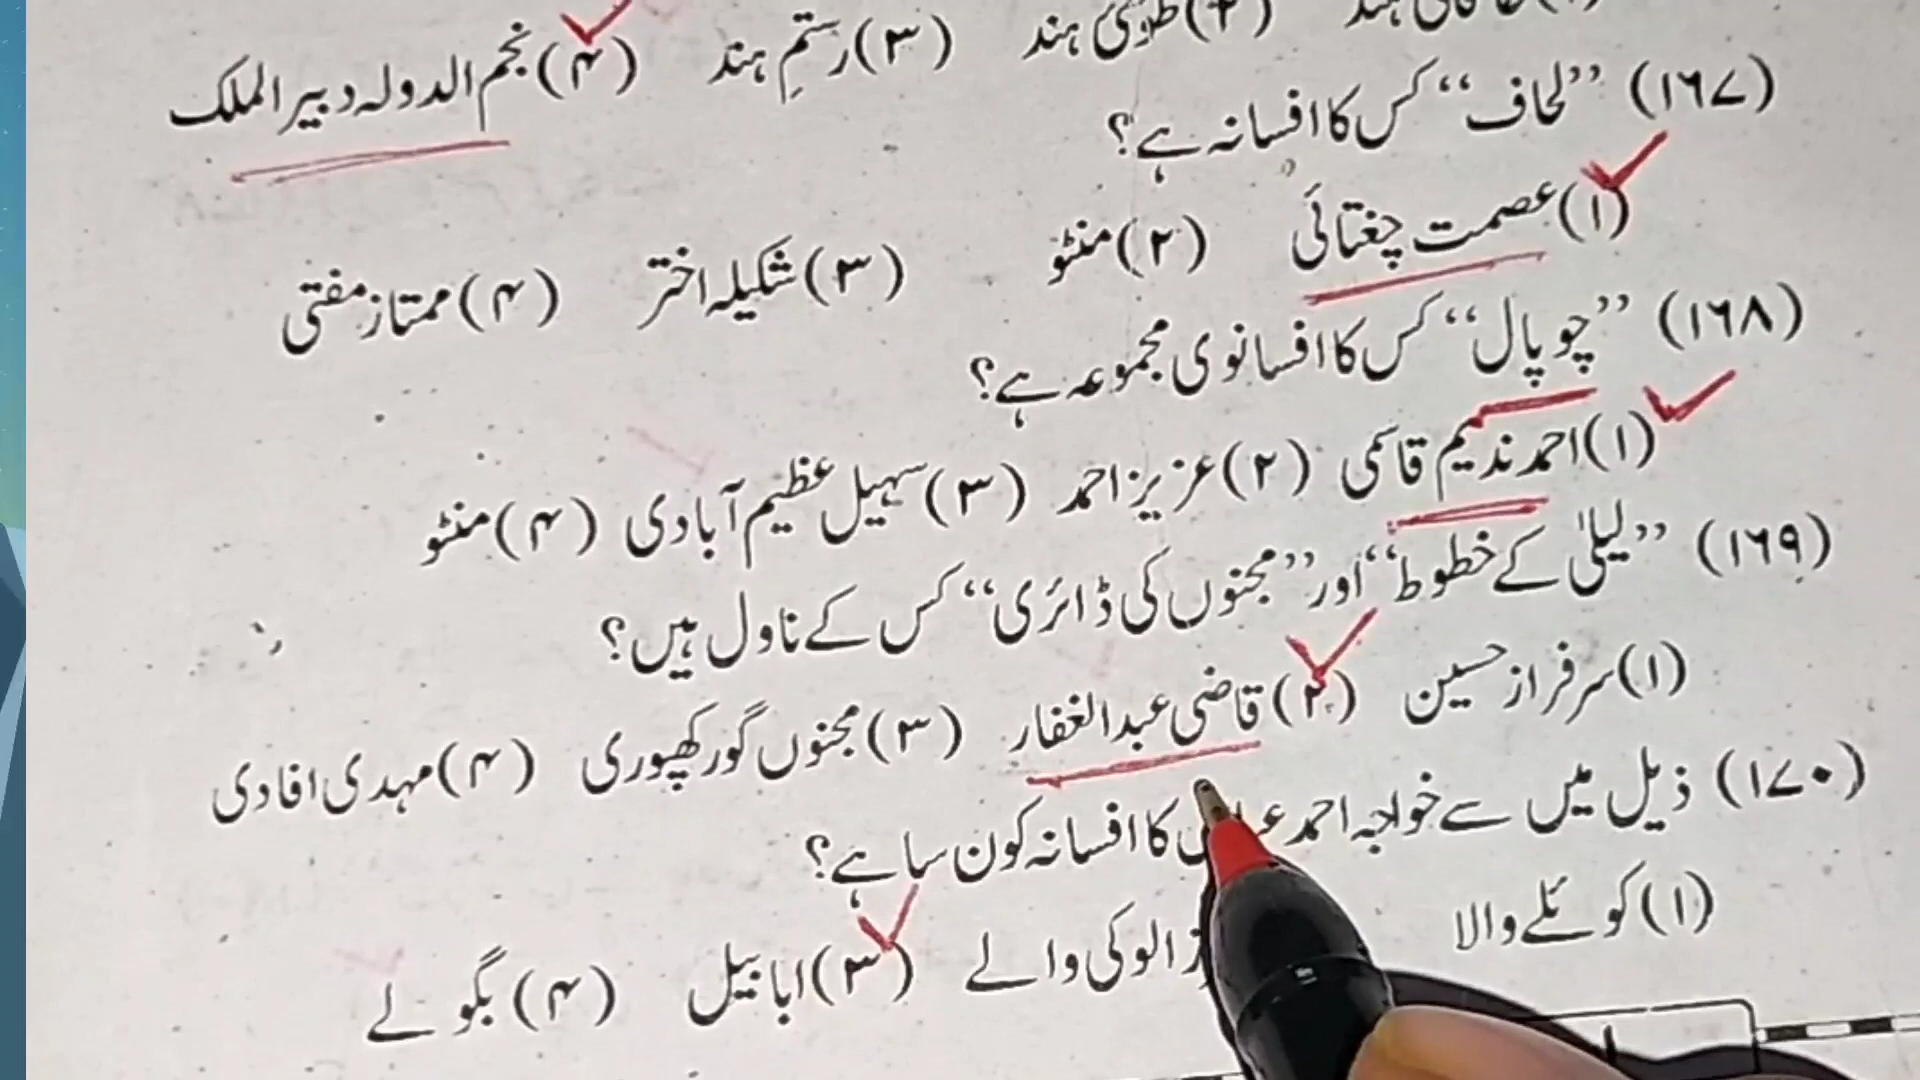 ہند (۲) طوطیٔ ہند (۳) رستمِ ہند (۴) نجم الدولہ دبیر الملک
(۱۶۷) ”لحاف“ کس کا افسانہ ہے؟
(۱) عصمت چغتائی (۲) منٹو (۳) شکیلہ اختر (۴) ممتاز مفتی
(۱۶۸) ”چوپال“ کس کا افسانوی مجموعہ ہے؟
(۱) احمد ندیم قاسمی (۲) عزیز احمد (۳) سہیل عظیم آبادی (۴) منٹو
(۱۶۹) ”لیلیٰ کے خطوط“ اور ”مجنوں کی ڈائری“ کس کے ناول ہیں؟
(۱) سرفراز حسین (۲) قاضی عبدالغفار (۳) مجنوں گورکھپوری (۴) مہدی افادی
(۱۷۰) ذیل میں سے خواجہ احمد کا افسانہ کون سا ہے؟
(۱) کوئلے والا الو کی والے (۳) ابابیل (۴) بگولے